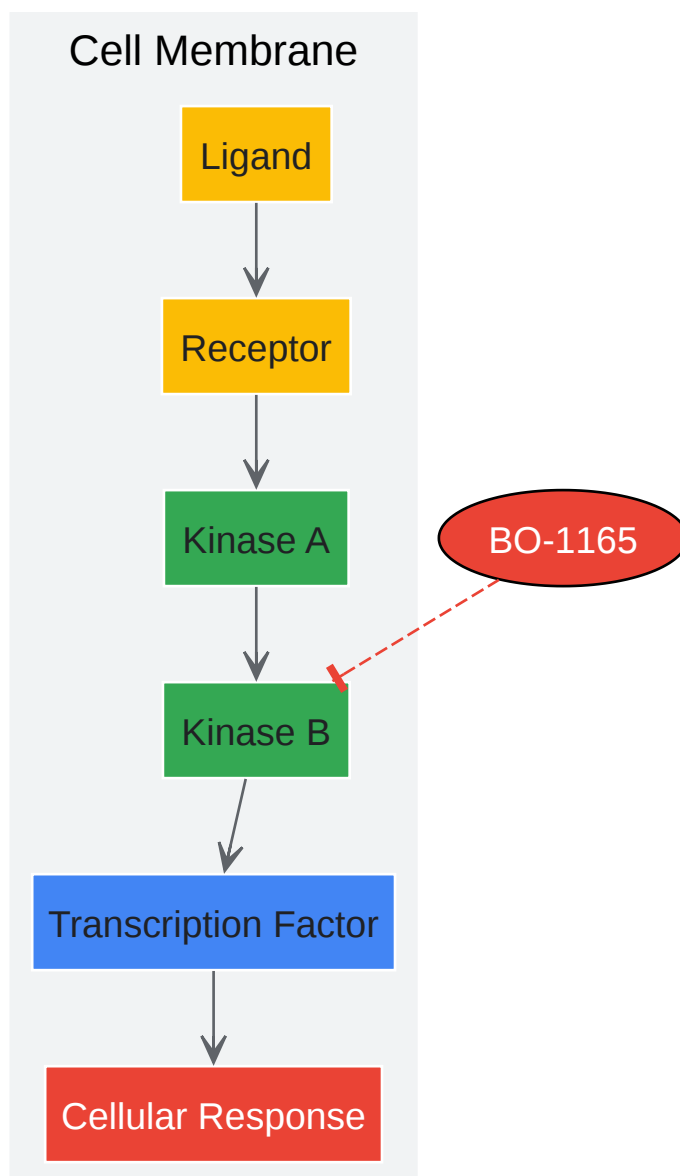 Cell Membrane
Ligand
Receptor
Kinase A
BO-1165
Kinase B
Transcription Factor
Cellular Response